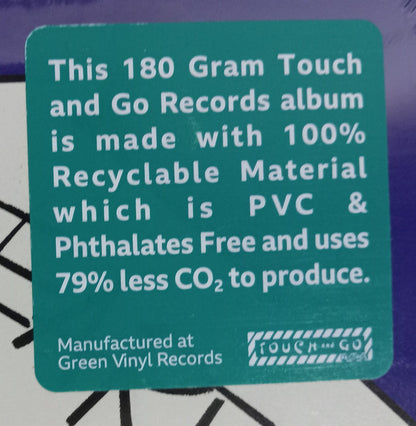 This 180 Gram Touch
and Go Records album
is made with 100%
Recyclable Material
which is PVC &
Phthalates Free and uses
79% less CO₂ to produce.
Manufactured at
Green Vinyl Records
TOUCH AND GO